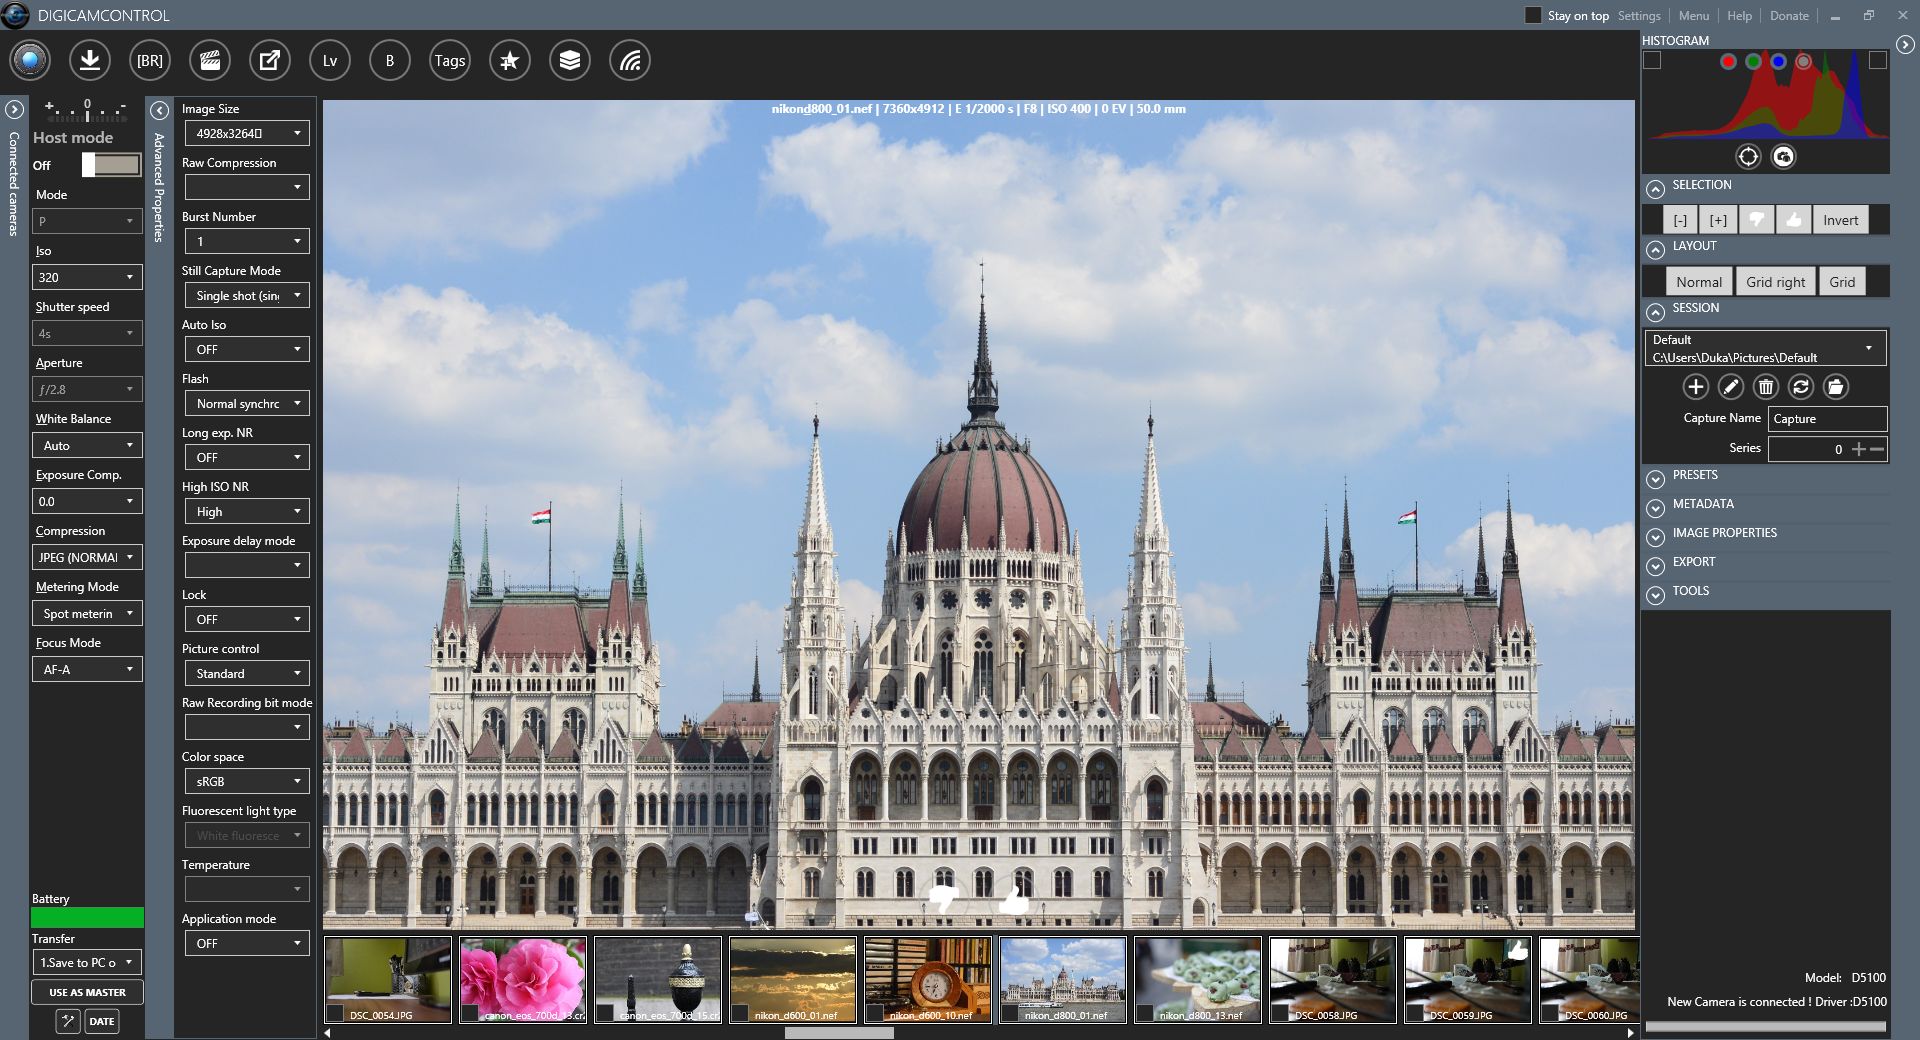 DIGICAMCONTROL
Stay on top Settings Menu Help Donate
[BR] Lv B Tags
Connected cameras
+ 0 -
Host mode
Off
Mode
P
Iso
320
Shutter speed
4s
Aperture
ƒ/2.8
White Balance
Auto
Exposure Comp.
0.0
Compression
JPEG (NORMAL
Metering Mode
Spot meterin
Focus Mode
AF-A
Battery
Transfer
1.Save to PC o
USE AS MASTER
DATE
Advanced Properties
Image Size
4928x3264
Raw Compression
Burst Number
1
Still Capture Mode
Single shot (sin
Auto Iso
OFF
Flash
Normal synchrc
Long exp. NR
OFF
High ISO NR
High
Exposure delay mode
Lock
OFF
Picture control
Standard
Raw Recording bit mode
Color space
sRGB
Fluorescent light type
White fluoresce
Temperature
Application mode
OFF
nikond800_01.nef | 7360x4912 | E 1/2000 s | F8 | ISO 400 | 0 EV | 50.0 mm
DSC_0054.JPG
canon_eos_700d_13.cr
canon_eos_700d_15.cr
nikon_d600_01.nef
nikon_d600_10.nef
nikon_d800_01.nef
nikon_d800_13.nef
DSC_0058.JPG
DSC_0059.JPG
DSC_0060.JPG
HISTOGRAM
SELECTION
[-] [+] Invert
LAYOUT
Normal Grid right Grid
SESSION
Default
C:\Users\Duka\Pictures\Default
Capture Name Capture
Series 0
PRESETS
METADATA
IMAGE PROPERTIES
EXPORT
TOOLS
Model: D5100
New Camera is connected ! Driver :D5100